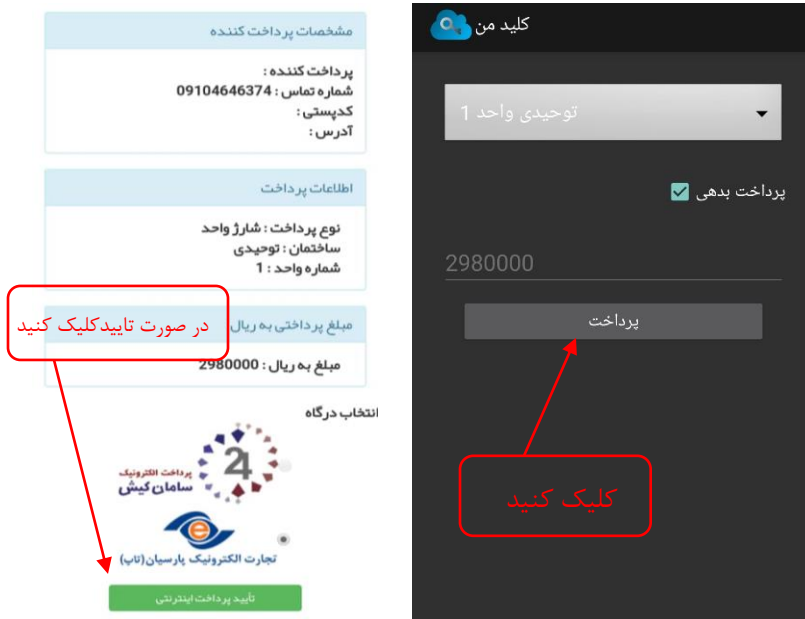 کلید من
توحیدی واحد 1
پرداخت بدهی
2980000
پرداخت
کلیک کنید
مشخصات پرداخت کننده
پرداخت کننده :
شماره تماس : 09104646374
کدپستی :
آدرس :
اطلاعات پرداخت
نوع پرداخت : شارژ واحد
ساختمان : توحیدی
شماره واحد : 1
مبلغ پرداختی به ریال
در صورت تاییدکلیک کنید
مبلغ به ریال : 2980000
انتخاب درگاه
24
پرداخت الکترونیک
سامان کیش
تجارت الکترونیک پارسیان(تاپ)
تأیید پرداخت اینترنتی